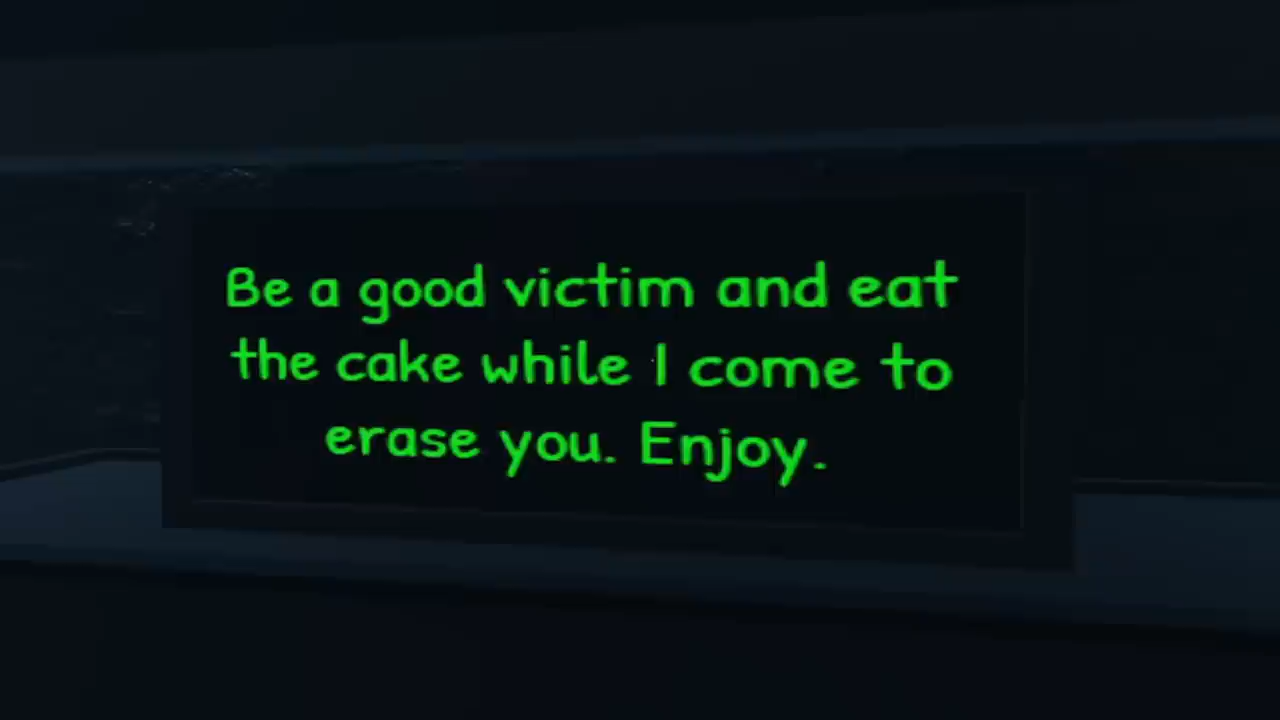 Be a good victim and eat
the cake while I come to
erase you. Enjoy.